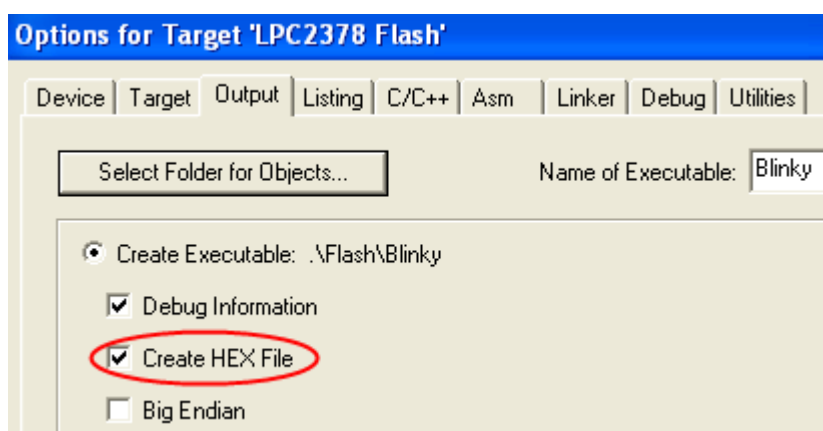 Options for Target 'LPC2378 Flash'
Device Target Output Listing C/C++ Asm Linker Debug Utilities
Select Folder for Objects... Name of Executable: Blinky
Create Executable: .\Flash\Blinky
Debug Information
Create HEX File
Big Endian